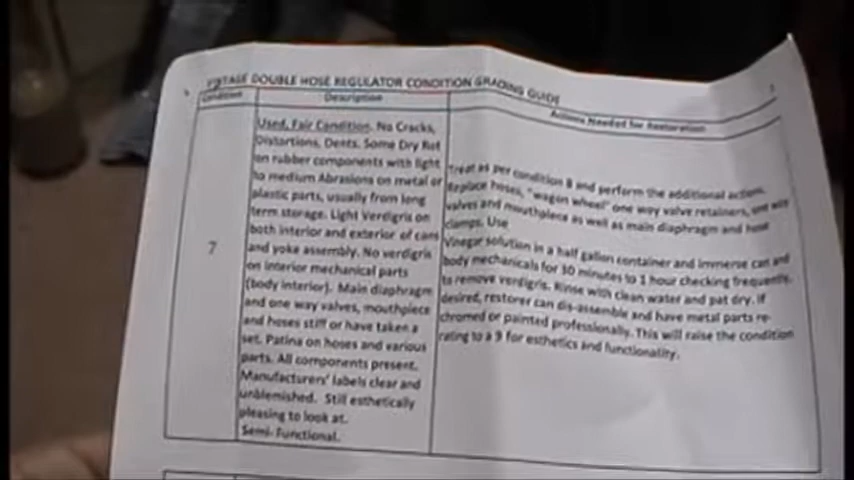 VINTAGE DOUBLE HOSE REGULATOR CONDITION GRADING GUIDE
Condition
Description
Actions Needed for Restoration
7
Used, Fair Condition. No Cracks,
Distortions, Dents. Some Dry Rot
on rubber components with light
to medium Abrasions on metal or
plastic parts, usually from long
term storage. Light Verdigris on
both interior and exterior of cans
and yoke assembly. No verdigris
on interior mechanical parts
(body interior). Main diaphragm
and one way valves, mouthpiece
and hoses stiff or have taken a
set. Patina on hoses and various
parts. All components present.
Manufacturers' labels clear and
unblemished. Still esthetically
pleasing to look at.
Semi- Functional.
Treat as per condition 8 and perform the additional action.
Replace hoses, "wagon wheel" one way valve retainers, one way
valves and mouthpiece as well as main diaphragm and hose
clamps. Use
Vinegar solution in a half gallon container and immerse can and
body mechanicals for 30 minutes to 1 hour checking frequently
to remove verdigris. Rinse with clean water and pat dry. If
desired, restorer can dis-assemble and have metal parts re-
chromed or painted professionally. This will raise the condition
rating to a 9 for esthetics and functionality.